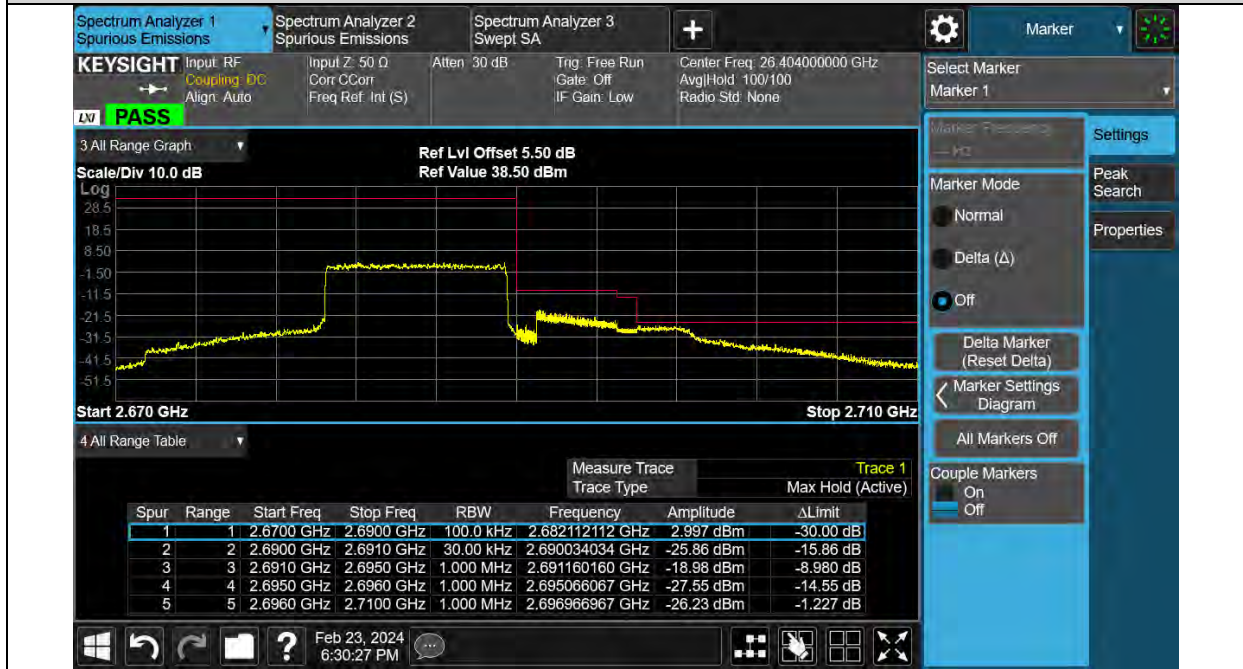 Spectrum Analyzer 1
Spurious Emissions
Spectrum Analyzer 2
Spurious Emissions
Spectrum Analyzer 3
Swept SA
Marker
KEYSIGHT
Input: RF
Coupling: DC
Align: Auto
Input Z: 50 Ω
Corr CCorr
Freq Ref: Int (S)
Atten: 30 dB
Trig: Free Run
Gate: Off
IF Gain: Low
Center Freq: 26.404000000 GHz
Avg|Hold: 100/100
Radio Std: None
LXI PASS
3 All Range Graph
Scale/Div 10.0 dB
Ref Lvl Offset 5.50 dB
Ref Value 38.50 dBm
Log
28.5
18.5
8.50
-1.50
-11.5
-21.5
-31.5
-41.5
-51.5
Start 2.670 GHz
Stop 2.710 GHz
4 All Range Table
Measure Trace Trace 1
Trace Type Max Hold (Active)
Spur Range Start Freq Stop Freq RBW Frequency Amplitude ΔLimit
1 1 2.6700 GHz 2.6900 GHz 100.0 kHz 2.682112112 GHz 2.997 dBm -30.00 dB
2 2 2.6900 GHz 2.6910 GHz 30.00 kHz 2.690034034 GHz -25.86 dBm -15.86 dB
3 3 2.6910 GHz 2.6950 GHz 1.000 MHz 2.691160160 GHz -18.98 dBm -8.980 dB
4 4 2.6950 GHz 2.6960 GHz 1.000 MHz 2.695066067 GHz -27.55 dBm -14.55 dB
5 5 2.6960 GHz 2.7100 GHz 1.000 MHz 2.696966967 GHz -26.23 dBm -1.227 dB
Feb 23, 2024
6:30:27 PM
Select Marker
Marker 1
Marker Frequency
--- Hz
Marker Mode
Normal
Delta (Δ)
Off
Delta Marker
(Reset Delta)
Marker Settings
Diagram
All Markers Off
Couple Markers
On
Off
Settings
Peak
Search
Properties